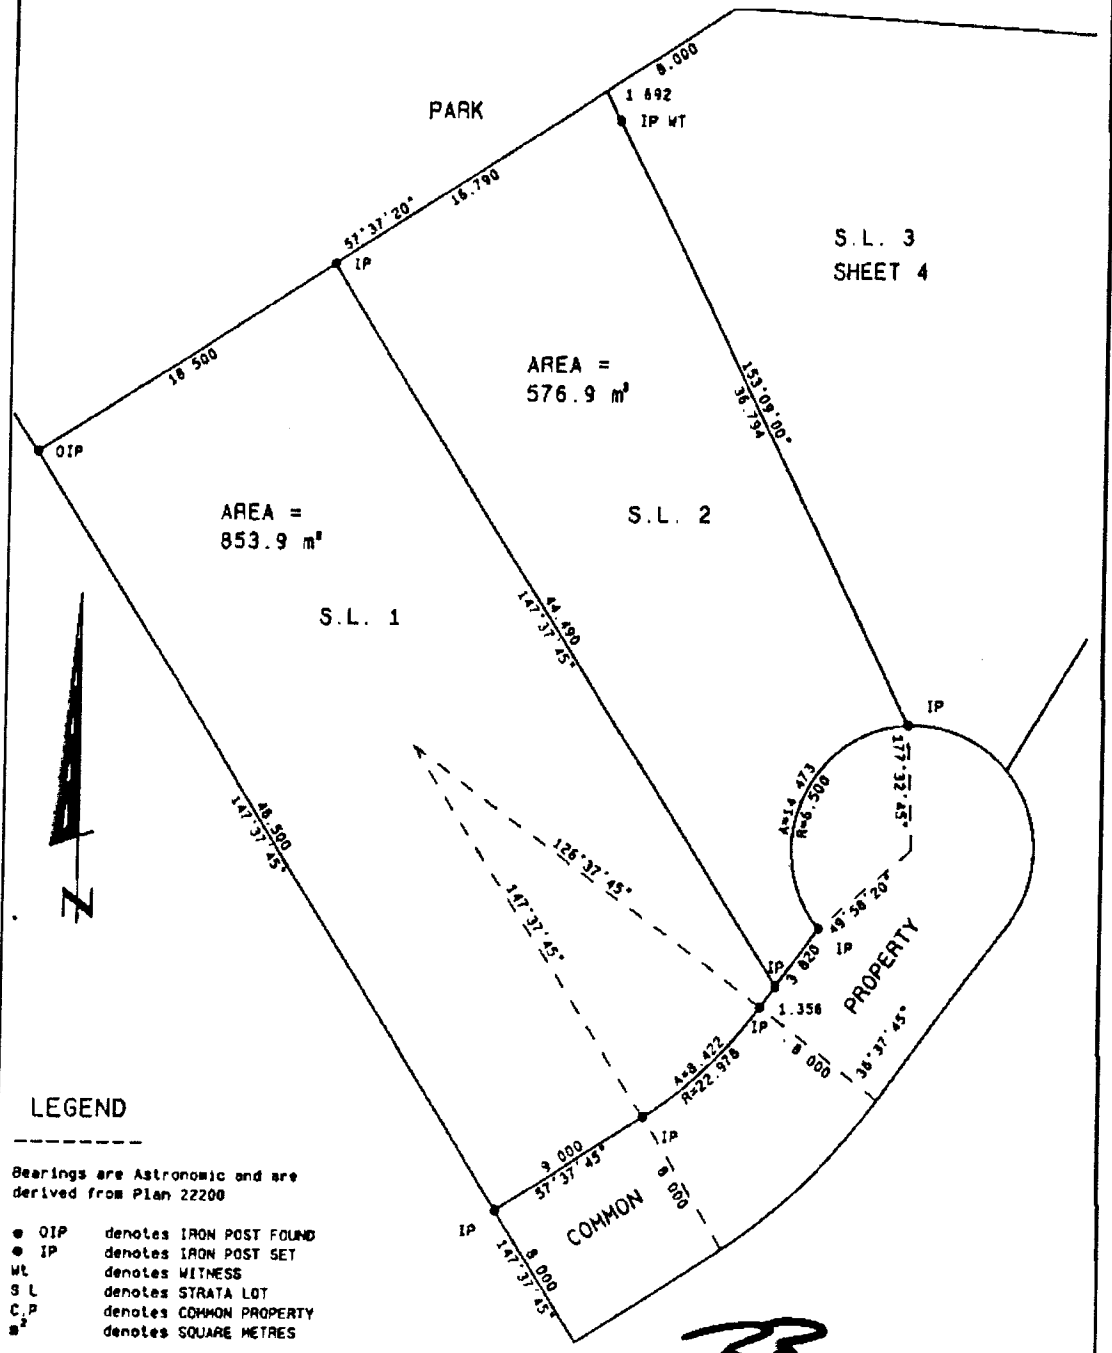 8.000
1 692
IP WT
PARK
16.790
57°37'20"
IP
S.L. 3
SHEET 4
18 500
AREA =
576.9 m²
153°09'00"
36.794
OIP
AREA =
853.9 m²
S.L. 2
S.L. 1
44.490
147°37'45"
IP
177°32'45"
A=14 473
R=6.500
48.500
147°37'45"
126°37'45"
147°37'45"
49°58'20"
IP
IP
3 820
PROPERTY
1.356
IP
8 000
36°37'45"
A=8.422
R=22.978
IP
9 000
57°37'45"
8 000
COMMON
IP
8 000
147°37'45"
N
LEGEND
--------
Bearings are Astronomic and are
derived from Plan 22200
● OIP denotes IRON POST FOUND
● IP denotes IRON POST SET
Wt denotes WITNESS
S L denotes STRATA LOT
C.P denotes COMMON PROPERTY
m² denotes SQUARE METRES